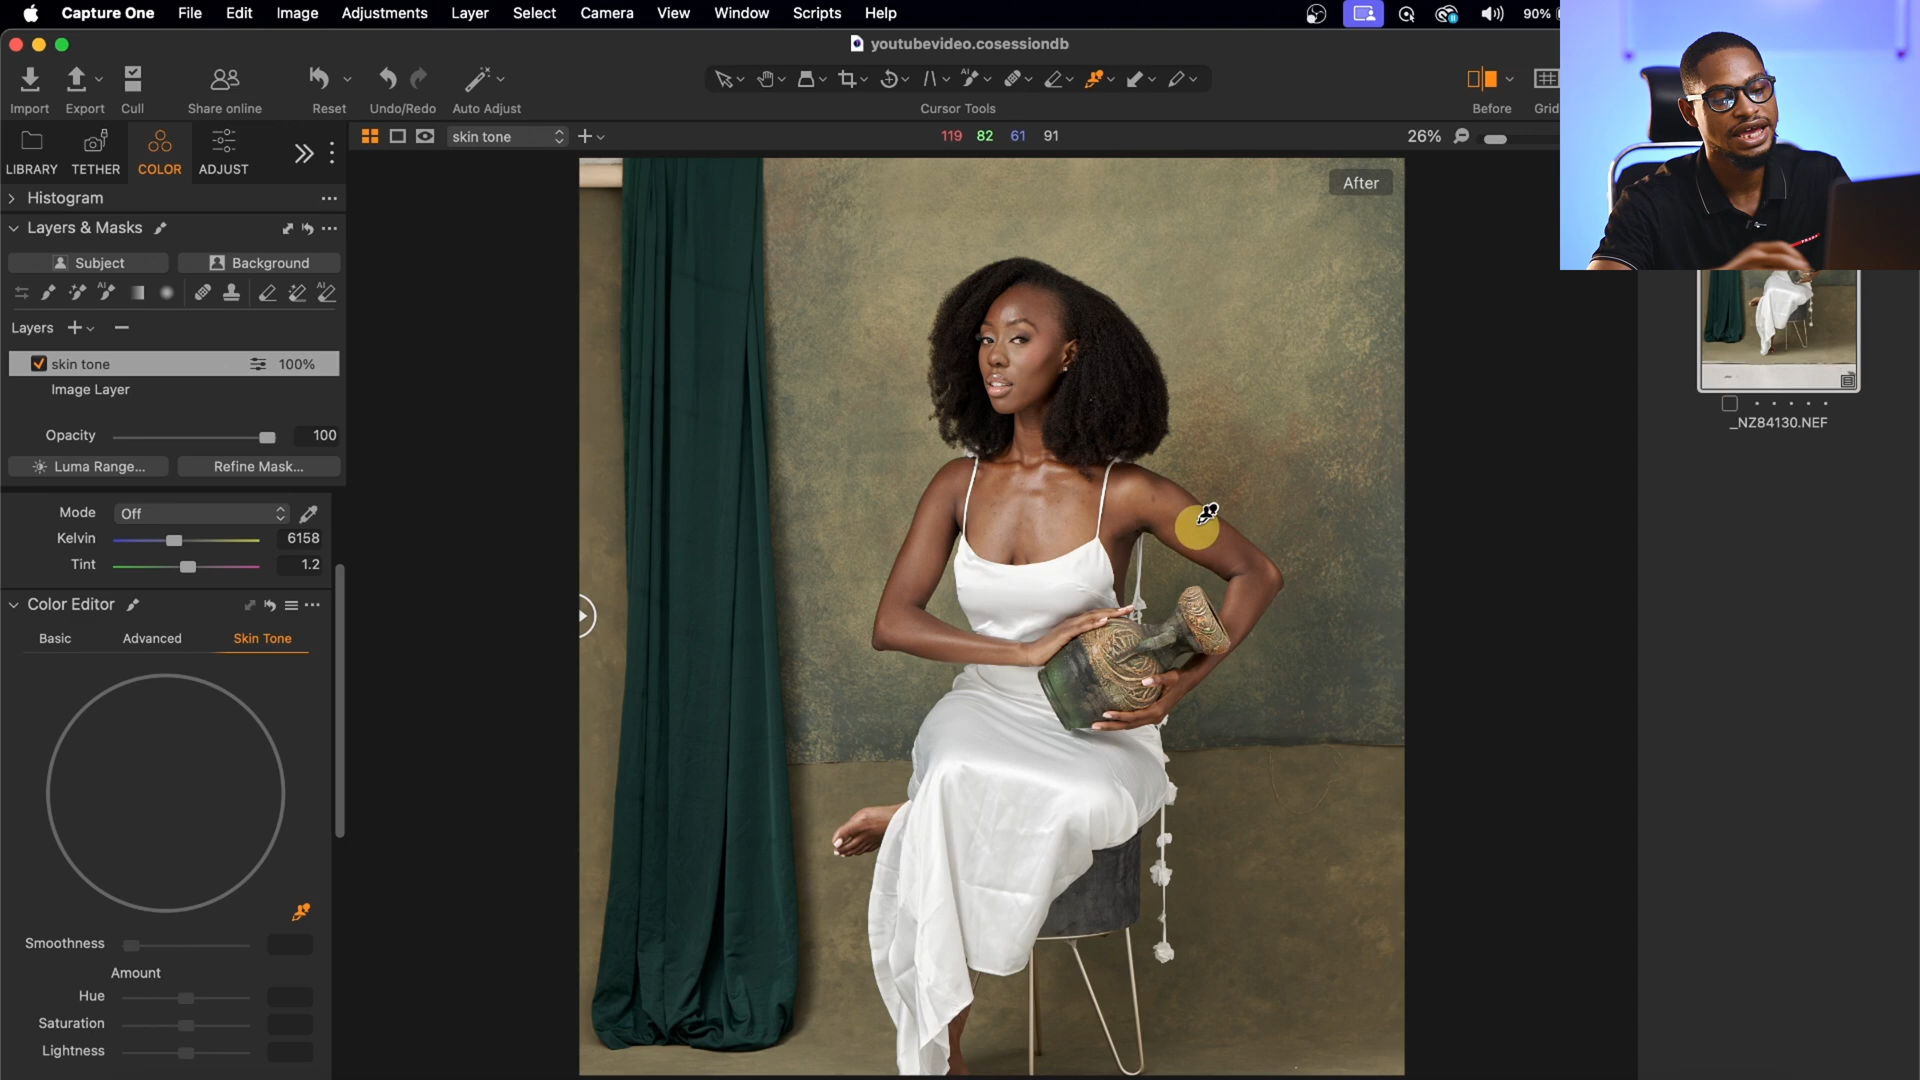 Capture One File Edit Image Adjustments Layer Select Camera View Window Scripts Help 90%
youtubevideo.cosessiondb
Import Export Cull Share online Reset Undo/Redo Auto Adjust Cursor Tools Before Grid
LIBRARY TETHER COLOR ADJUST
skin tone
119 82 61 91
26%
Histogram
After
Layers & Masks
Subject Background
AI AI
Layers
skin tone 100%
Image Layer
Opacity 100
Luma Range... Refine Mask...
_NZ84130.NEF
Mode Off
Kelvin 6158
Tint 1.2
Color Editor
Basic Advanced Skin Tone
Smoothness
Amount
Hue
Saturation
Lightness